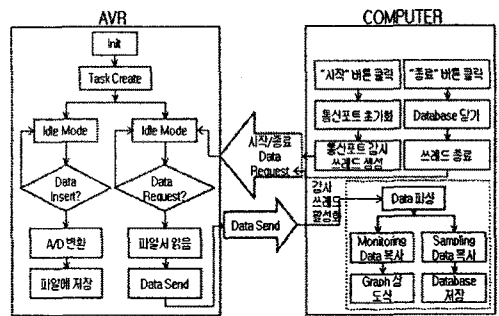 AVR
Init
Task Create
Idle Mode
Idle Mode
Data
Insert?
Data
Request?
A/D 변환
파일서 읽음
파일에 저장
Data Send
시작/종료
Data
Request
Data Send
COMPUTER
"시작" 버튼 클릭
"종료" 버튼 클릭
통신포트 초기화
Database 닫기
통신포트 감시
쓰레드 생성
쓰레드 종료
감시
쓰레드
활성화
Data 파싱
Monitoring
Data 복사
Sampling
Data 복사
Graph 상
도식
Database
저장